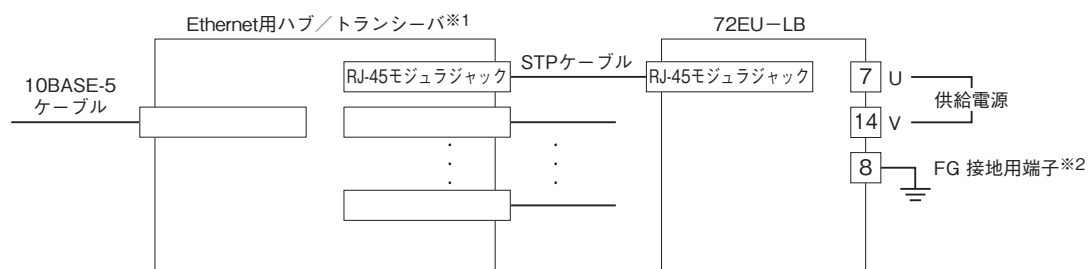 Ethernet用ハブ／トランシーバ※1
72EU－LB
10BASE-5
ケーブル
RJ-45モジュラジャック
STPケーブル
RJ-45モジュラジャック
7 U
供給電源
14 V
8 FG 接地用端子※2